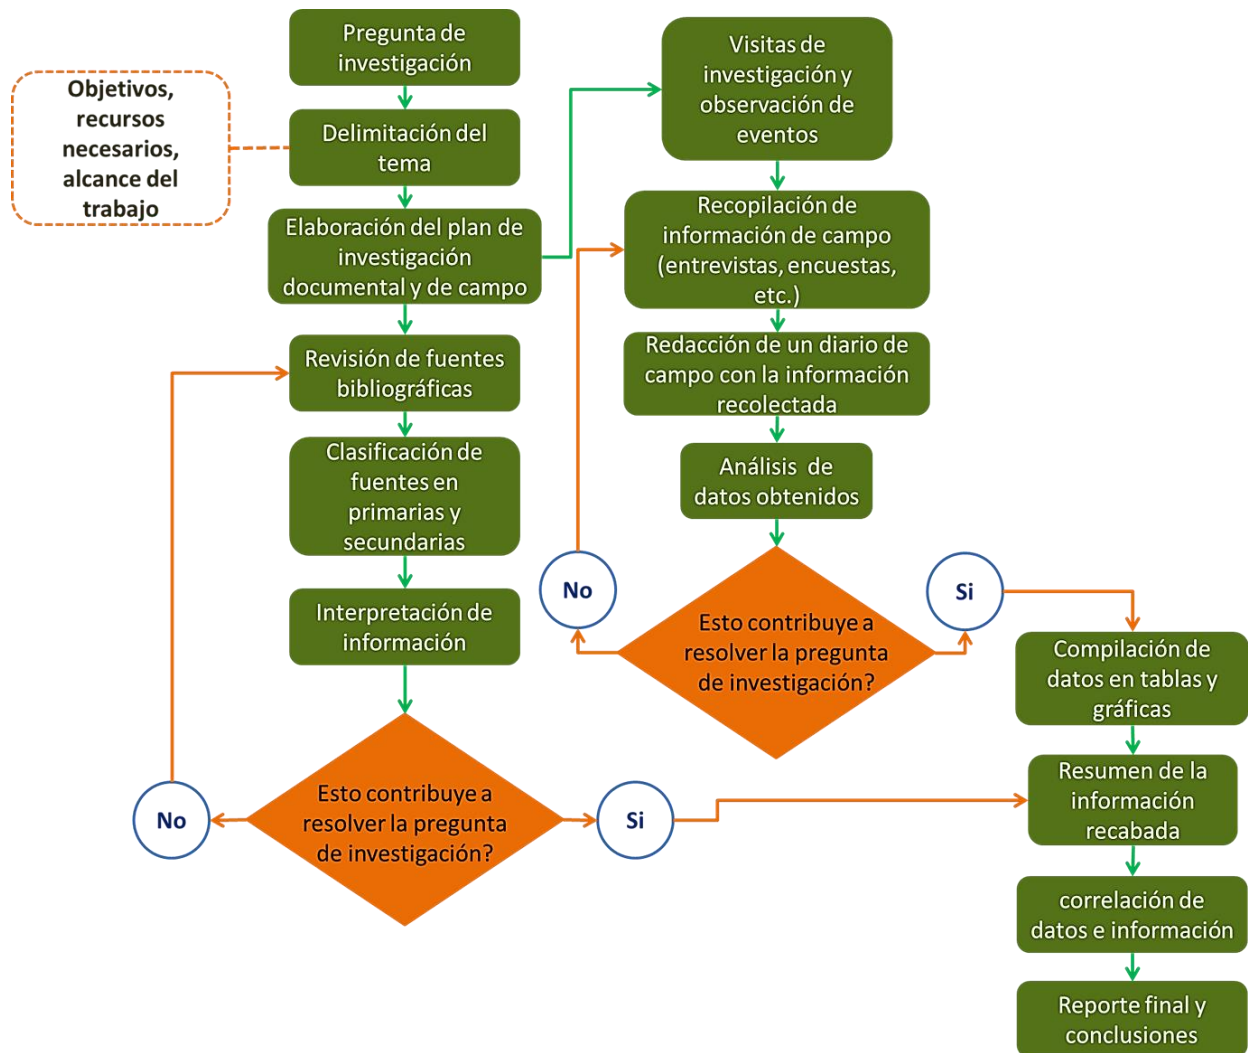 Pregunta de
investigación
Objetivos,
recursos
necesarios,
alcance del
trabajo
Delimitación del
tema
Elaboración del plan de
investigación
documental y de campo
Revisión de fuentes
bibliográficas
Clasificación de
fuentes en
primarias y
secundarias
Interpretación de
información
Esto contribuye a
resolver la pregunta
de investigación?
No
Si
Visitas de
investigación y
observación de
eventos
Recopilación de
información de campo
(entrevistas, encuestas,
etc.)
Redacción de un diario de
campo con la información
recolectada
Análisis de
datos obtenidos
Esto contribuye a
resolver la pregunta
de investigación?
No
Si
Compilación de
datos en tablas y
gráficas
Resumen de la
información
recabada
correlación de
datos e información
Reporte final y
conclusiones